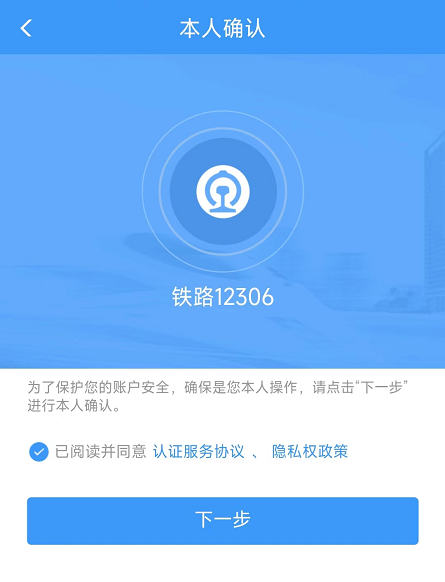 本人确认
铁路12306
为了保护您的账户安全，确保是您本人操作，请点击“下一步”
进行本人确认。
已阅读并同意 认证服务协议 、 隐私权政策
下一步